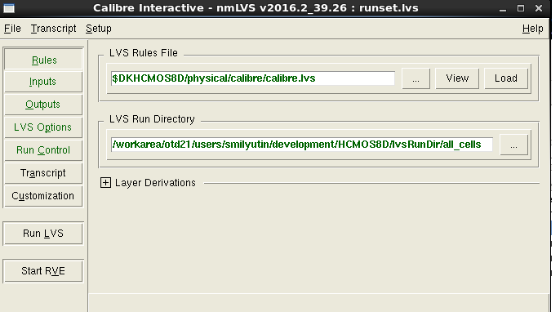 Calibre Interactive - nmLVS v2016.2_39.26 : runset.lvs
File Transcript Setup Help
Rules
Inputs
Outputs
LVS Options
Run Control
Transcript
Customization
Run LVS
Start RVE
LVS Rules File
$DKHCMOS8D/physical/calibre/calibre.lvs ... View Load
LVS Run Directory
/workarea/otd21/users/smilyutin/development/HCMOS8D/lvsRunDir/all_cells ...
Layer Derivations